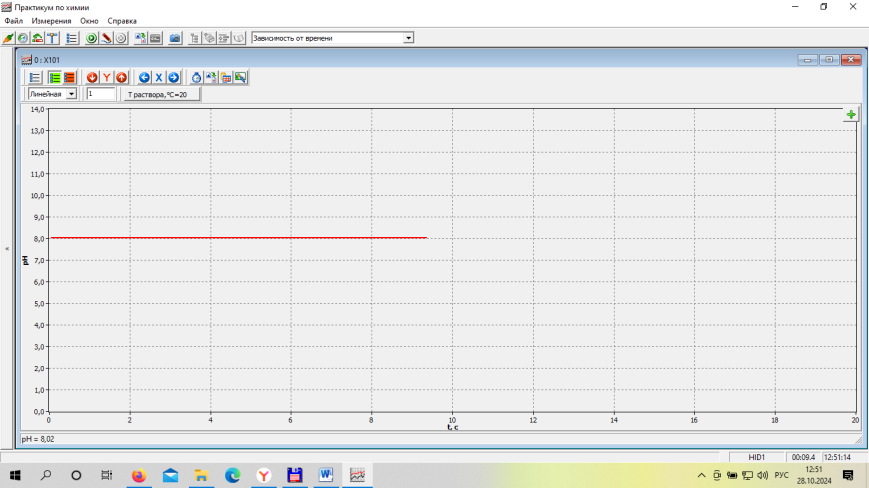 Практикум по химии
Файл Измерения Окно Справка
Зависимость от времени
0 : X101
Y X
Линейная 1 Т раствора,°C=20
14,0
13,0
12,0
11,0
10,0
9,0
8,0
7,0
6,0
5,0
4,0
3,0
2,0
1,0
0,0
pH
0 2 4 6 8 10 12 14 16 18 20
t, c
pH = 8,02
HID1 00:09.4 12:51:14
РУС 12:51
28.10.2024